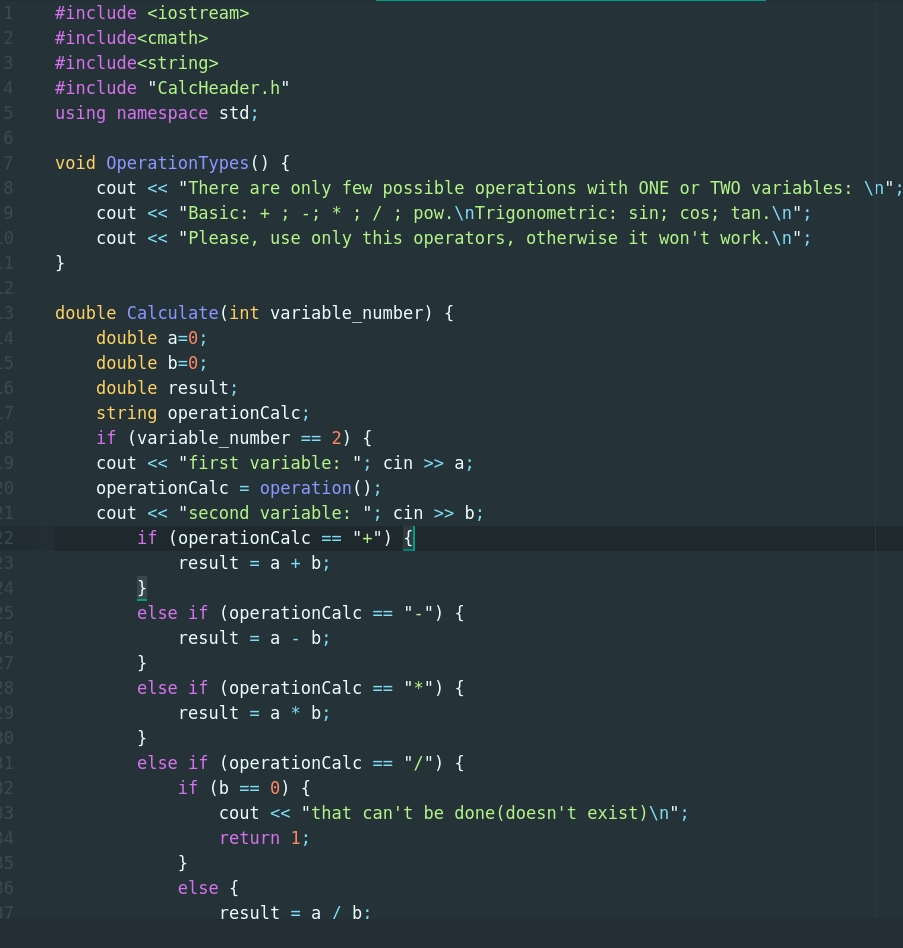 1 #include <iostream>
2 #include<cmath>
3 #include<string>
4 #include "CalcHeader.h"
5 using namespace std;
6
7 void OperationTypes() {
8     cout << "There are only few possible operations with ONE or TWO variables: \n";
9     cout << "Basic: + ; -; * ; / ; pow.\nTrigonometric: sin; cos; tan.\n";
10     cout << "Please, use only this operators, otherwise it won't work.\n";
11 }
12
13 double Calculate(int variable_number) {
14     double a=0;
15     double b=0;
16     double result;
17     string operationCalc;
18     if (variable_number == 2) {
19     cout << "first variable: "; cin >> a;
20     operationCalc = operation();
21     cout << "second variable: "; cin >> b;
22         if (operationCalc == "+") {
23             result = a + b;
24         }
25         else if (operationCalc == "-") {
26             result = a - b;
27         }
28         else if (operationCalc == "*") {
29             result = a * b;
30         }
31         else if (operationCalc == "/") {
32             if (b == 0) {
33                 cout << "that can't be done(doesn't exist)\n";
34                 return 1;
35             }
36             else {
37                 result = a / b;